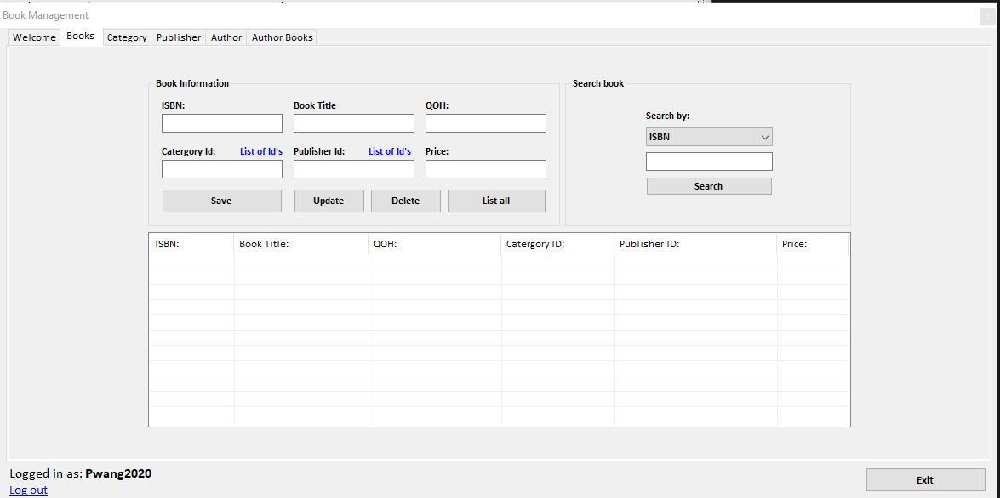 Book Management
Welcome Books Category Publisher Author Author Books
Book Information
ISBN: Book Title QOH:
Catergory Id: List of Id's Publisher Id: List of Id's Price:
Save Update Delete List all
Search book
Search by:
ISBN
Search
ISBN: Book Title: QOH: Catergory ID: Publisher ID: Price:
Logged in as: Pwang2020
Log out
Exit